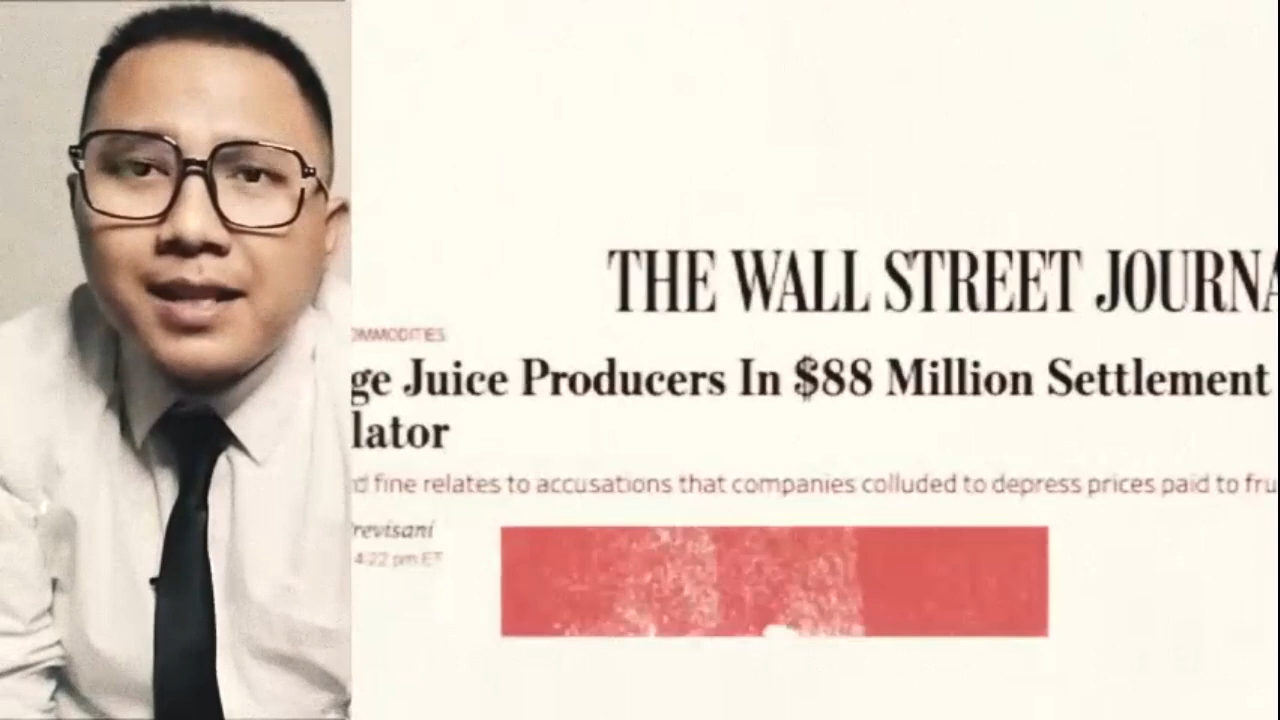 THE WALL STREET JOURNA
OMMODITIES
ge Juice Producers In $88 Million Settlement
lator
d fine relates to accusations that companies colluded to depress prices paid to fru
revisani
4:22 pm ET